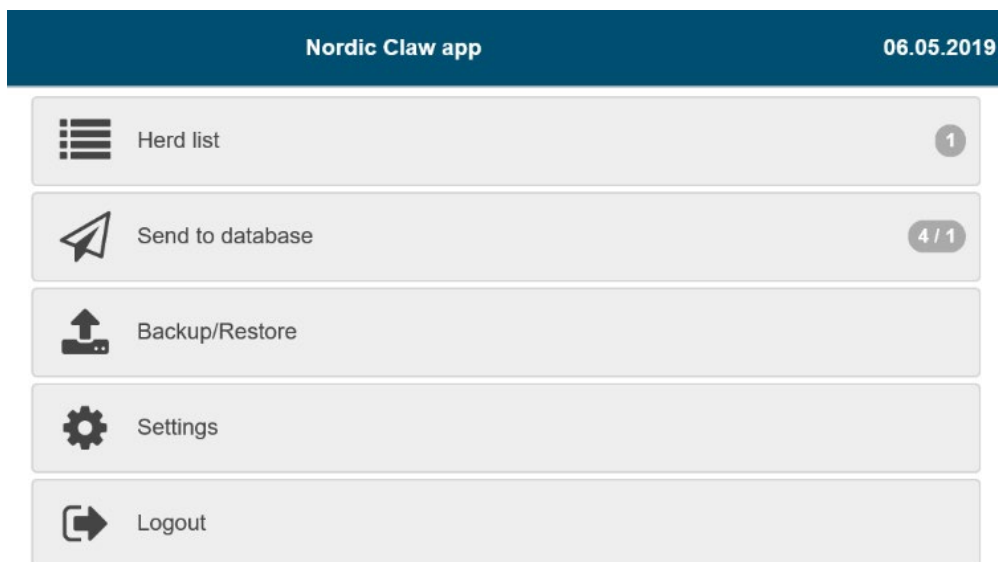 Nordic Claw app 06.05.2019
Herd list 1
Send to database 4 / 1
Backup/Restore
Settings
Logout